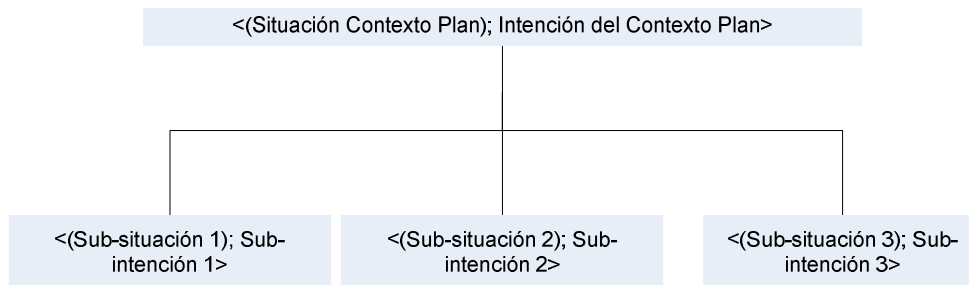 <(Situación Contexto Plan); Intención del Contexto Plan>
<(Sub-situación 1); Sub-
intención 1>
<(Sub-situación 2); Sub-
intención 2>
<(Sub-situación 3); Sub-
intención 3>